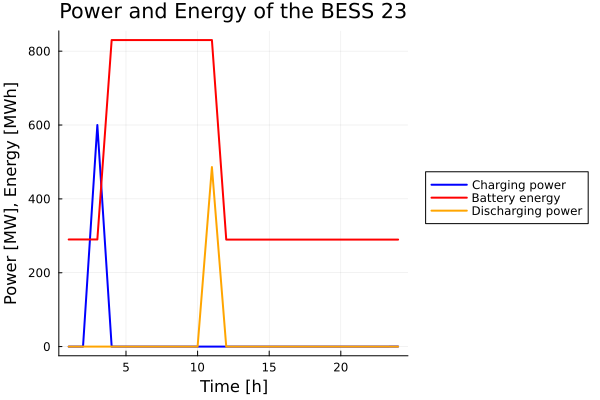 Power and Energy of the BESS 23
Power [MW], Energy [MWh]
800
600
400
200
0
5
10
15
20
Time [h]
Charging power
Battery energy
Discharging power